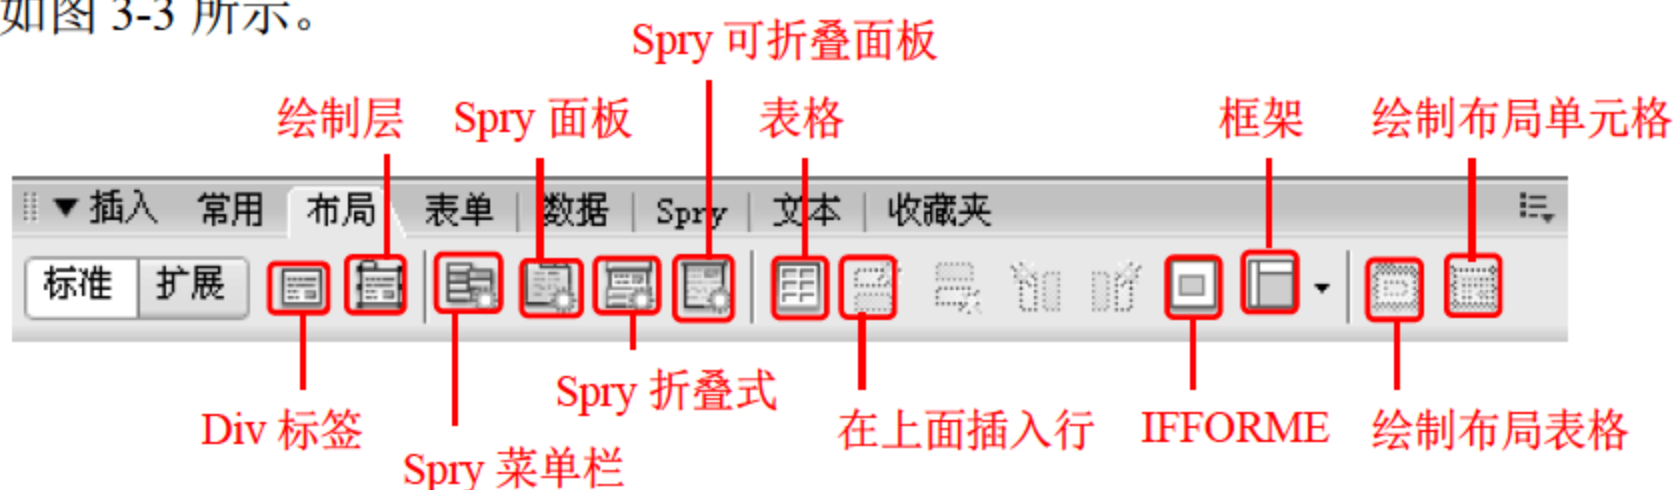 如图 3-3 所示。
Spry 可折叠面板
绘制层 Spry 面板 表格 框架 绘制布局单元格
插入 常用 布局 表单 数据 Spry 文本 收藏夹
标准 扩展
Spry 折叠式
Div 标签 在上面插入行 IFFORME 绘制布局表格
Spry 菜单栏